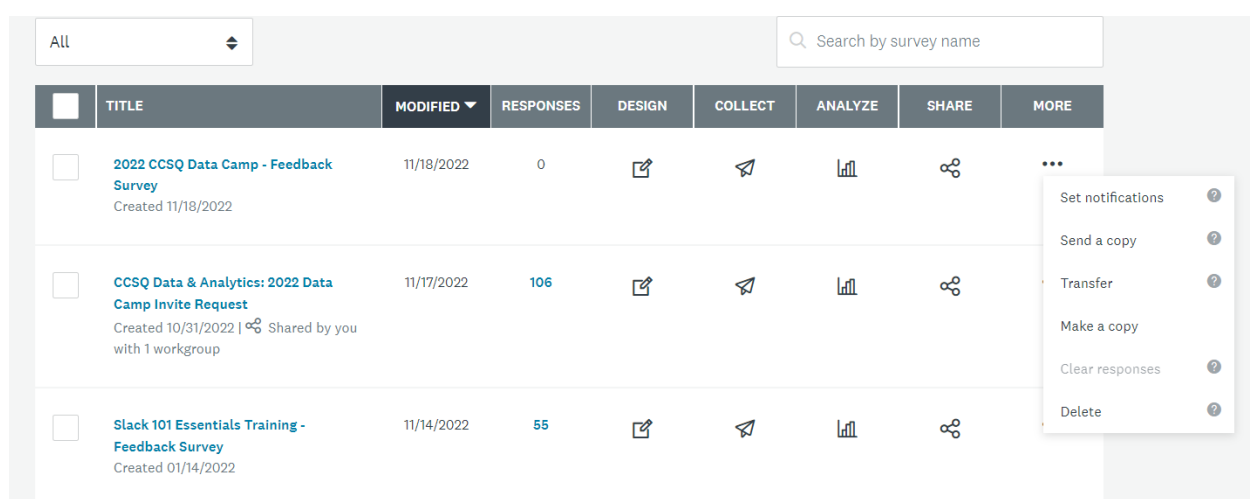 All
Search by survey name
TITLE MODIFIED RESPONSES DESIGN COLLECT ANALYZE SHARE MORE
2022 CCSQ Data Camp - Feedback 11/18/2022 0
Survey
Created 11/18/2022
Set notifications
Send a copy
Transfer
Make a copy
Clear responses
Delete
CCSQ Data & Analytics: 2022 Data 11/17/2022 106
Camp Invite Request
Created 10/31/2022 | Shared by you
with 1 workgroup
Slack 101 Essentials Training - 11/14/2022 55
Feedback Survey
Created 01/14/2022